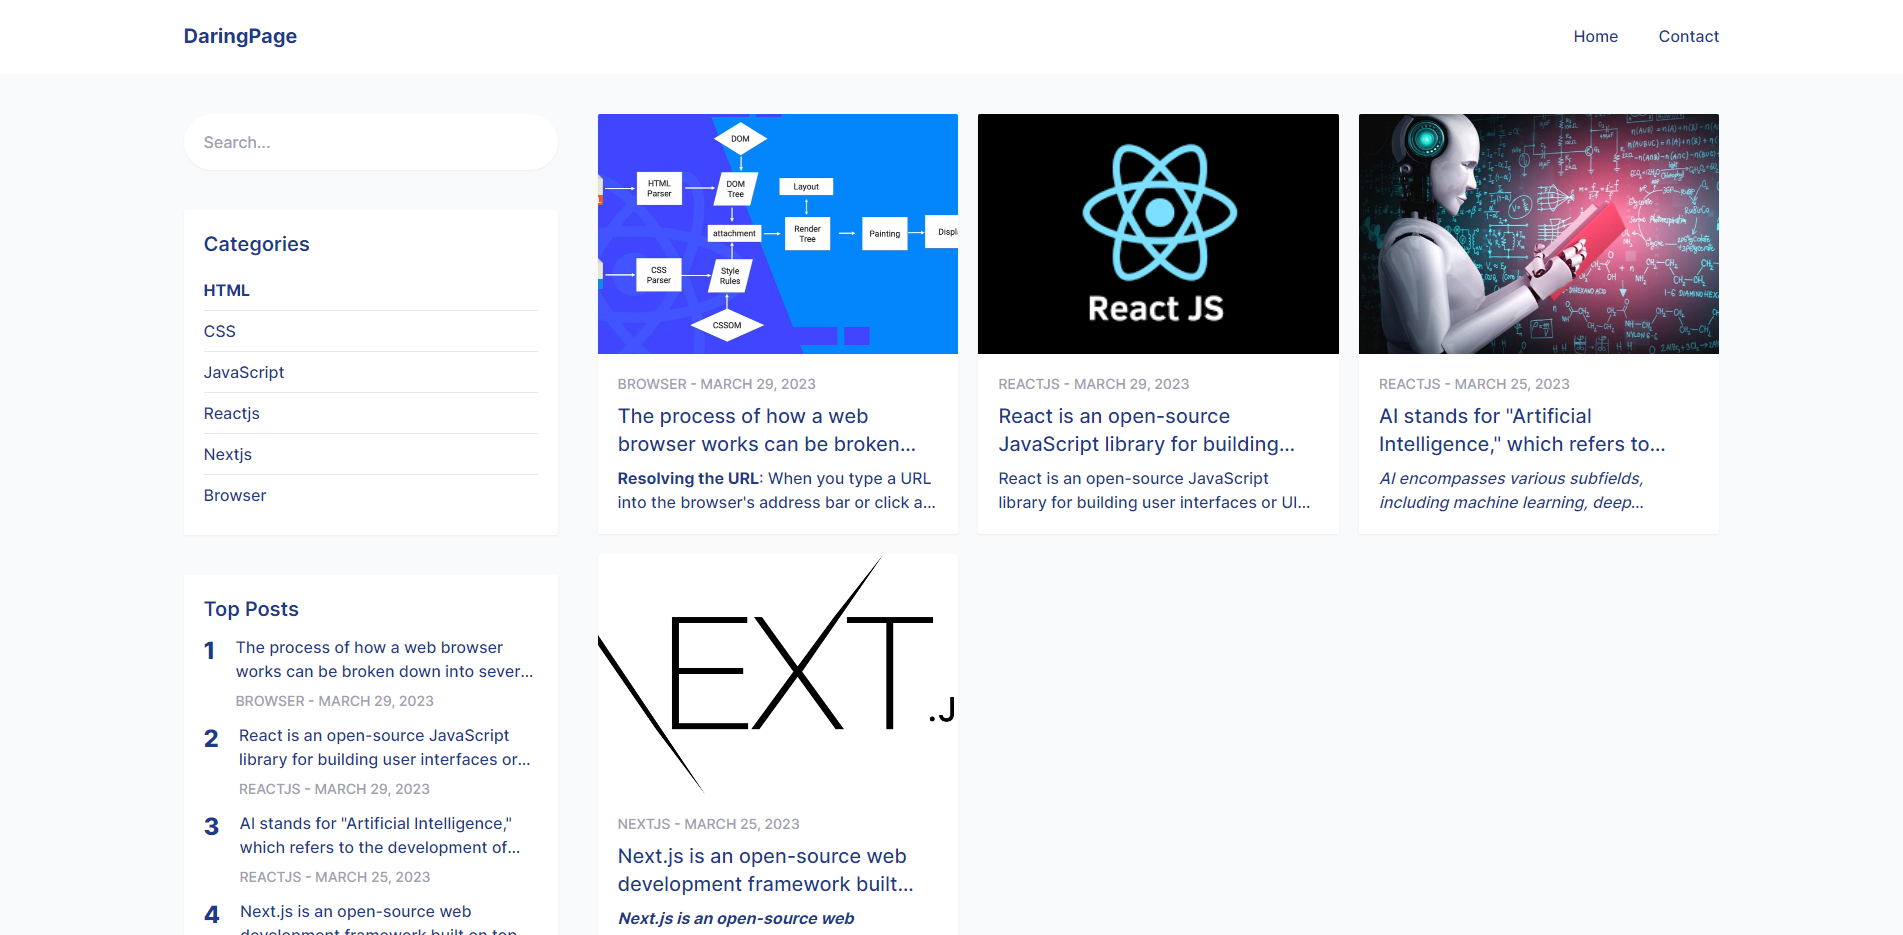 DaringPage
Home
Contact
Search...
Categories
HTML
CSS
JavaScript
Reactjs
Nextjs
Browser
Top Posts
1
The process of how a web browser
works can be broken down into sever...
BROWSER - MARCH 29, 2023
2
React is an open-source JavaScript
library for building user interfaces or...
REACTJS - MARCH 29, 2023
3
AI stands for "Artificial Intelligence,"
which refers to the development of...
REACTJS - MARCH 25, 2023
4
Next.js is an open-source web
development framework built on top
DOM
HTML
Parser
DOM
Tree
Layout
attachment
Render
Tree
Painting
Displ
CSS
Parser
Style
Rules
CSSOM
BROWSER - MARCH 29, 2023
The process of how a web
browser works can be broken...
Resolving the URL: When you type a URL
into the browser's address bar or click a...
React JS
REACTJS - MARCH 29, 2023
React is an open-source
JavaScript library for building...
React is an open-source JavaScript
library for building user interfaces or UI...
REACTJS - MARCH 25, 2023
AI stands for "Artificial
Intelligence," which refers to...
AI encompasses various subfields,
including machine learning, deep...
NEXT.J
NEXTJS - MARCH 25, 2023
Next.js is an open-source web
development framework built...
Next.js is an open-source web